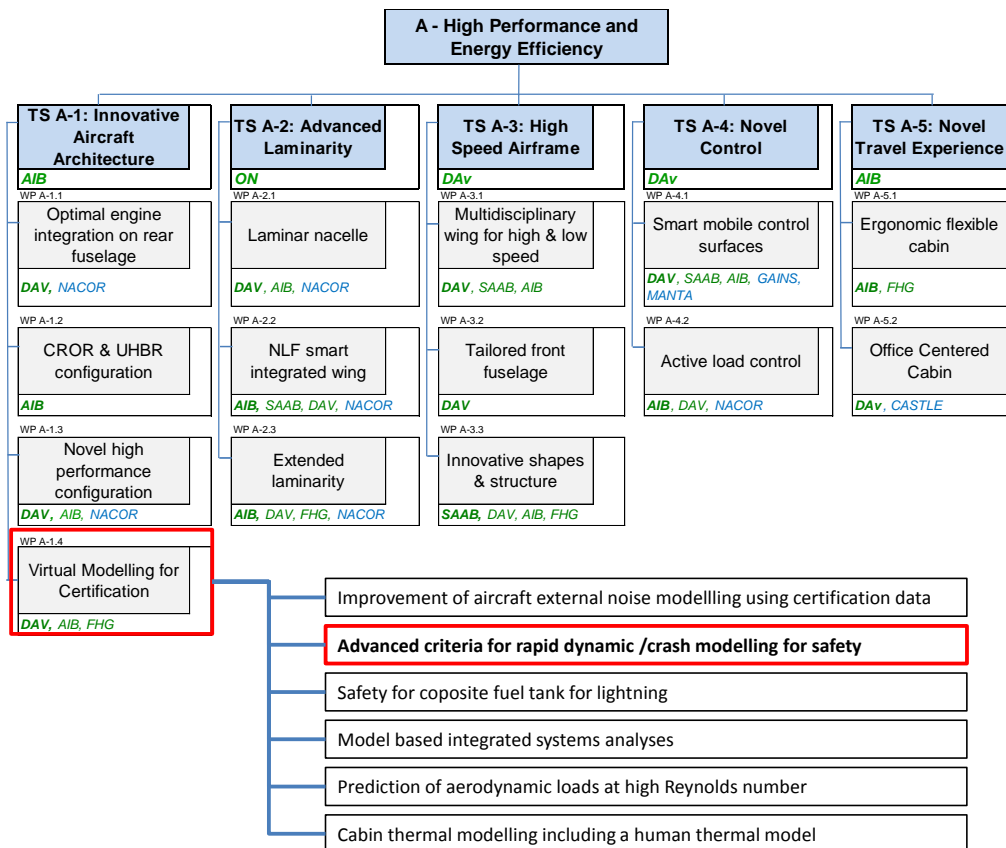 A - High Performance and
Energy Efficiency
TS A-1: Innovative
Aircraft
Architecture
AIB
TS A-2: Advanced
Laminarity
ON
TS A-3: High
Speed Airframe
DAv
TS A-4: Novel
Control
DAv
TS A-5: Novel
Travel Experience
AIB
WP A-1.1
Optimal engine
integration on rear
fuselage
DAV, NACOR
WP A-2.1
Laminar nacelle
DAV, AIB, NACOR
WP A-3.1
Multidisciplinary
wing for high & low
speed
DAV, SAAB, AIB
WP A-4.1
Smart mobile control
surfaces
DAV, SAAB, AIB, GAINS,
MANTA
WP A-5.1
Ergonomic flexible
cabin
AIB, FHG
WP A-1.2
CROR & UHBR
configuration
AIB
WP A-2.2
NLF smart
integrated wing
AIB, SAAB, DAV, NACOR
WP A-3.2
Tailored front
fuselage
DAV
WP A-4.2
Active load control
AIB, DAV, NACOR
WP A-5.2
Office Centered
Cabin
DAv, CASTLE
WP A-1.3
Novel high
performance
configuration
DAV, AIB, NACOR
WP A-2.3
Extended
laminarity
AIB, DAV, FHG, NACOR
WP A-3.3
Innovative shapes
& structure
SAAB, DAV, AIB, FHG
WP A-1.4
Virtual Modelling for
Certification
DAV, AIB, FHG
Improvement of aircraft external noise modellling using certification data
Advanced criteria for rapid dynamic /crash modelling for safety
Safety for coposite fuel tank for lightning
Model based integrated systems analyses
Prediction of aerodynamic loads at high Reynolds number
Cabin thermal modelling including a human thermal model